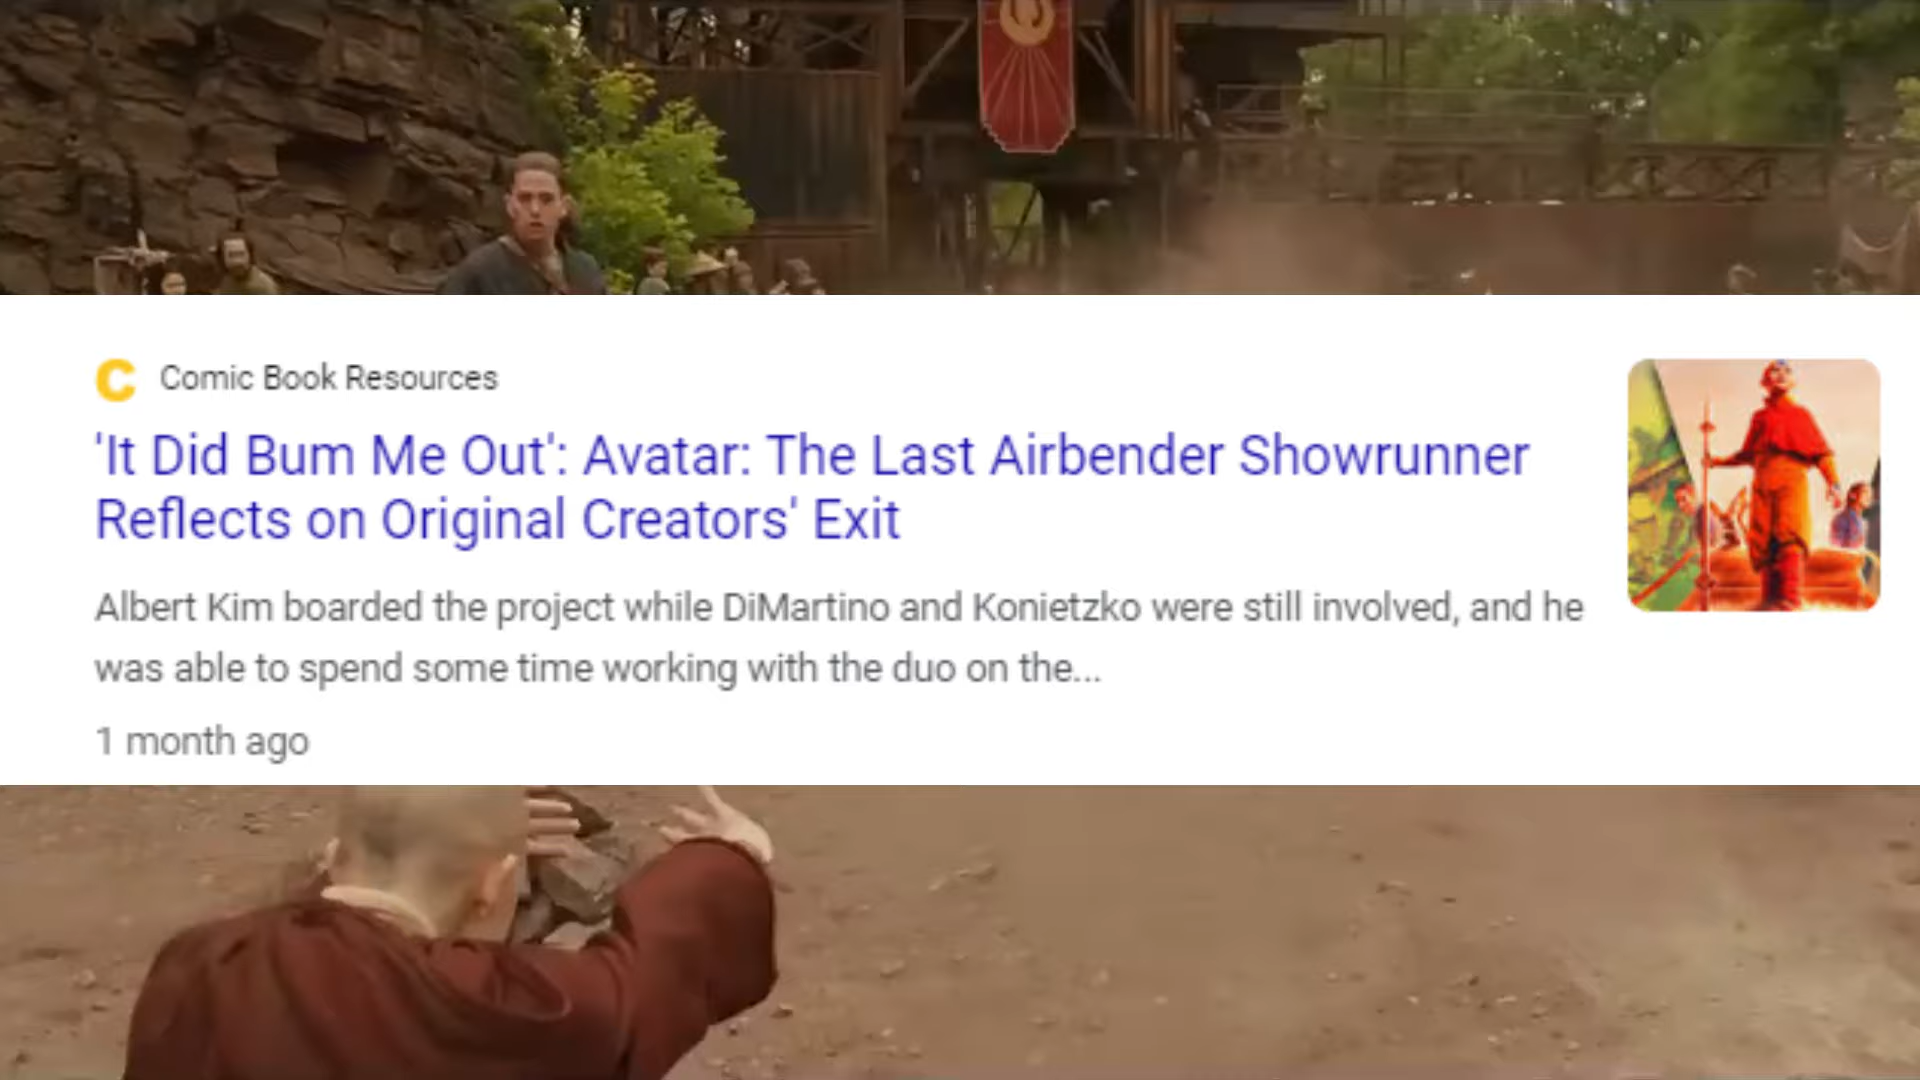 Comic Book Resources
'It Did Bum Me Out': Avatar: The Last Airbender Showrunner
Reflects on Original Creators' Exit
Albert Kim boarded the project while DiMartino and Konietzko were still involved, and he
was able to spend some time working with the duo on the...
1 month ago